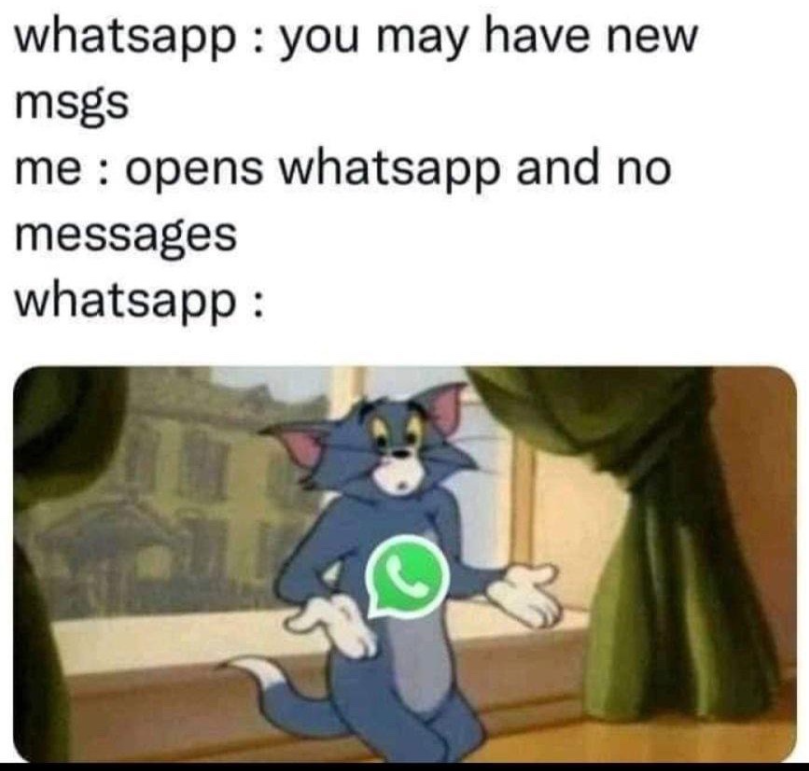 whatsapp : you may have new
msgs
me : opens whatsapp and no
messages
whatsapp :